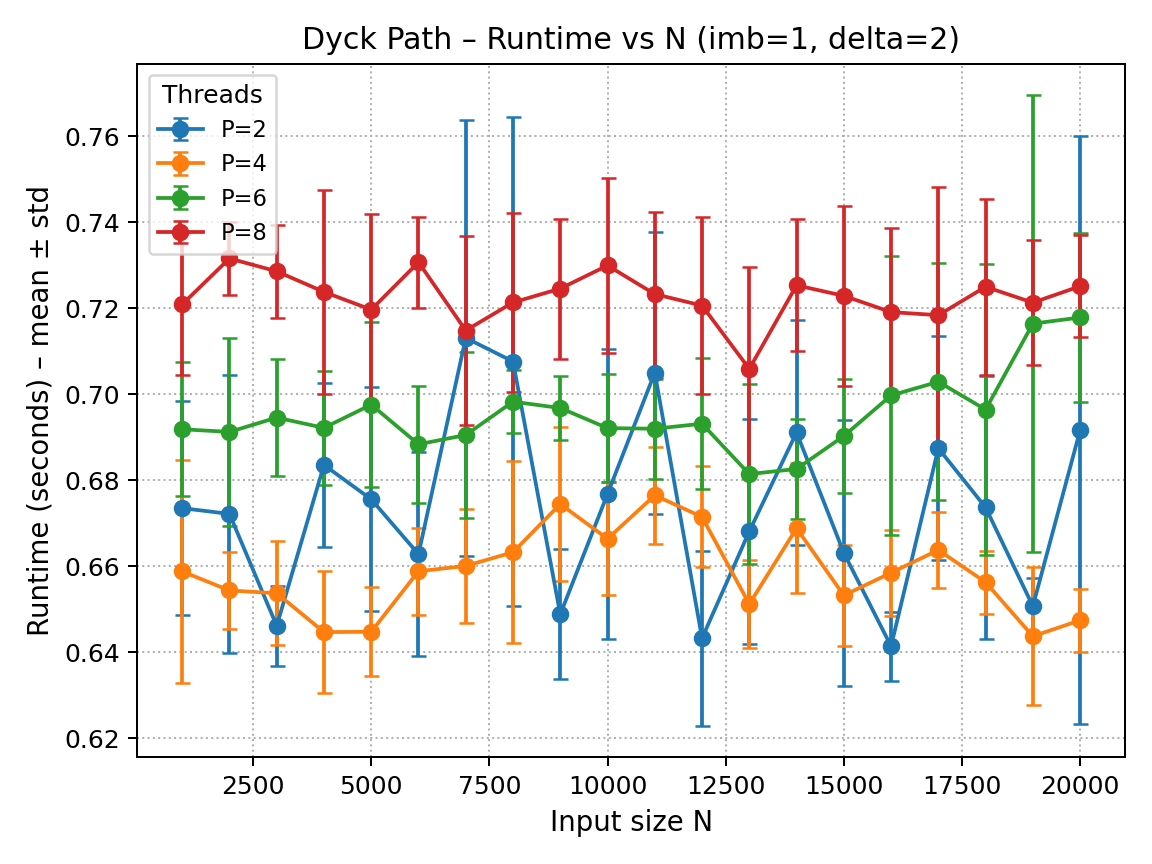 Dyck Path – Runtime vs N (imb=1, delta=2)
Threads
P=2
P=4
P=6
P=8
Runtime (seconds) – mean ± std
0.76
0.74
0.72
0.70
0.68
0.66
0.64
0.62
2500 5000 7500 10000 12500 15000 17500 20000
Input size N